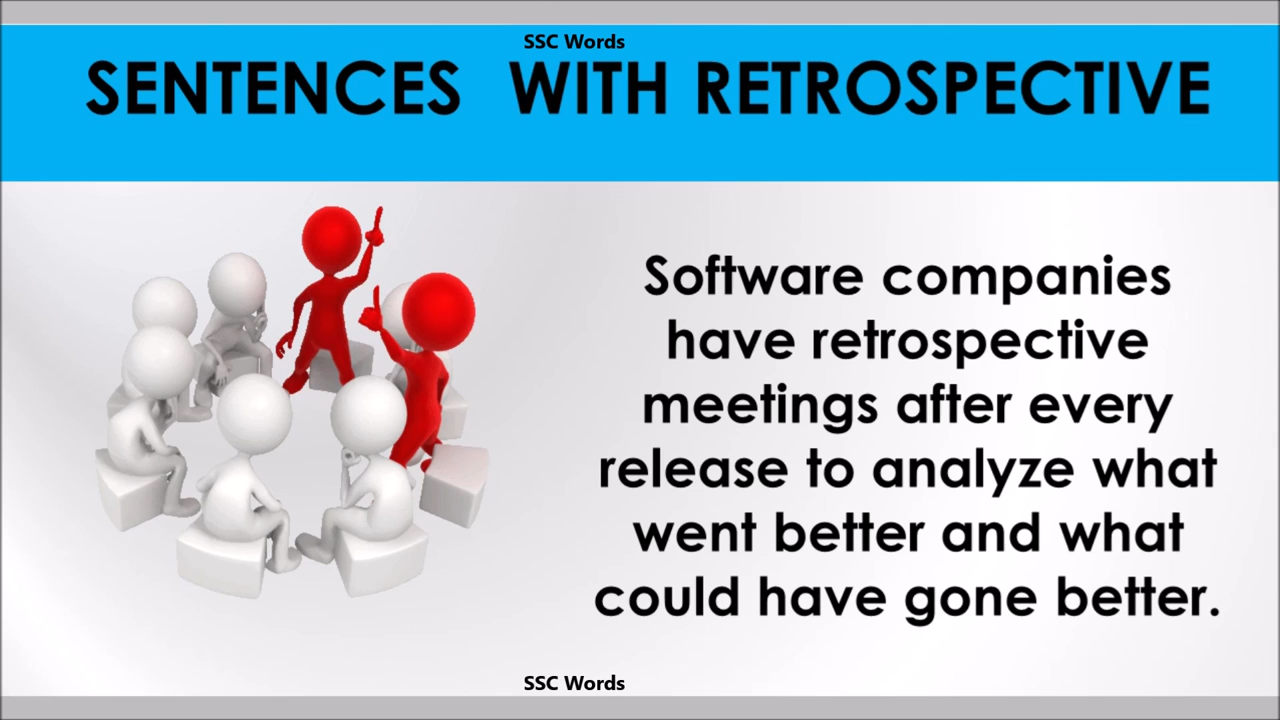 SSC Words
SENTENCES WITH RETROSPECTIVE
Software companies
have retrospective
meetings after every
release to analyze what
went better and what
could have gone better.
SSC Words